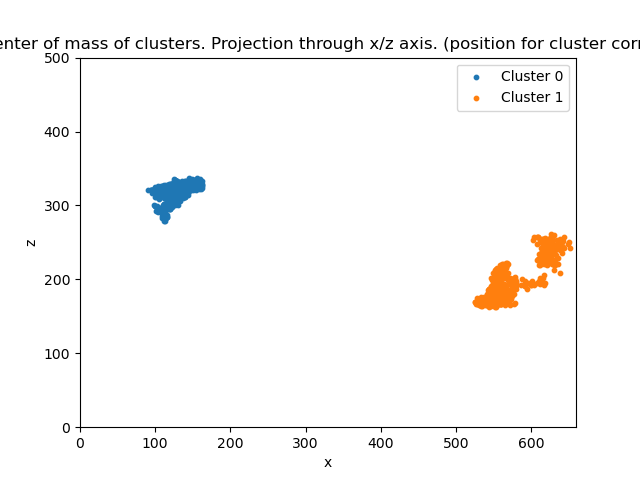 enter of mass of clusters. Projection through x/z axis. (position for cluster corr
500
400
300
200
100
0
z
Cluster 0
Cluster 1
0 100 200 300 400 500 600
x